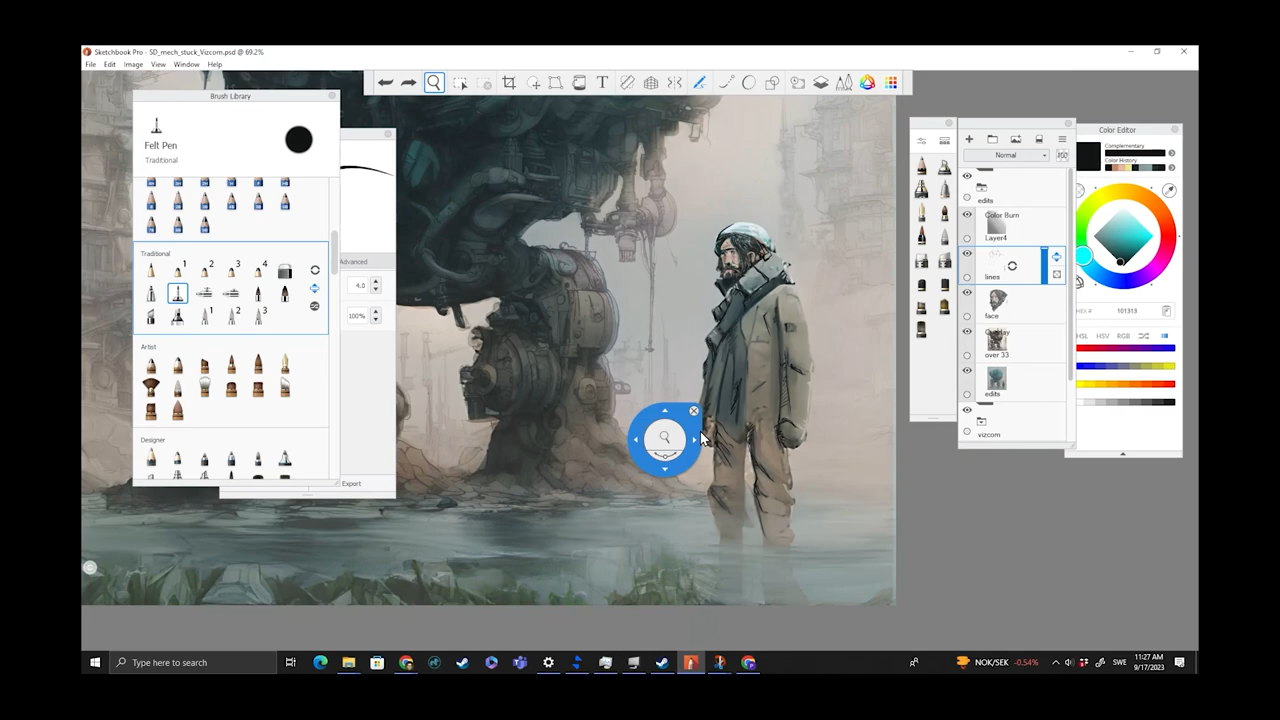 Sketchbook Pro - SD_mech_stuck_Vizcom.psd @ 69.2%
File Edit Image View Window Help
Brush Library
Felt Pen
Traditional
Traditional
1 2 3 4
1 2 3
Artist
Designer
Advanced
4.0
100%
Export
Normal
edits
Color Burn
Layer4
lines
face
Overlay
over 33
edits
vizcom
Color Editor
Complementary
Color History
HEX # 101313
HSL HSV RGB
Type here to search
NOK/SEK -0.54%
SWE
11:27 AM
9/17/2023